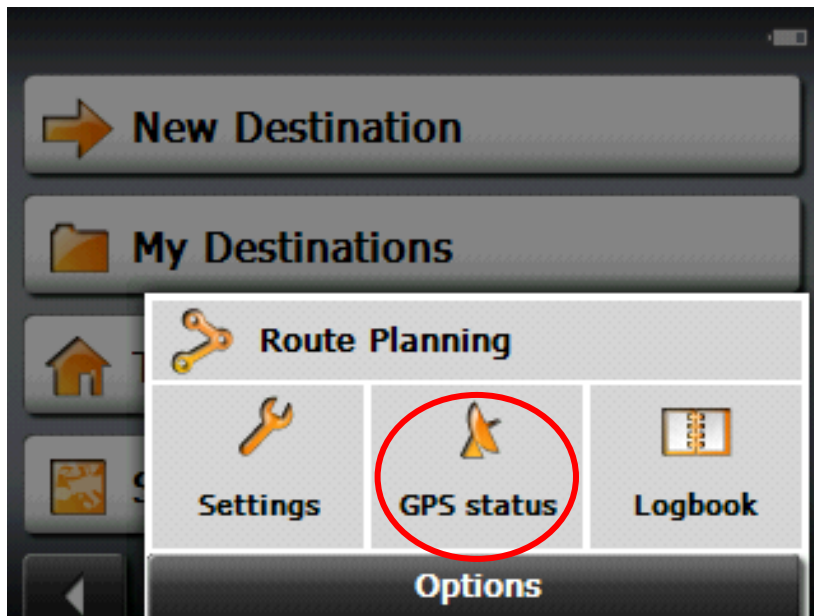 New Destination
My Destinations
Route Planning
Settings
GPS status
Logbook
Options